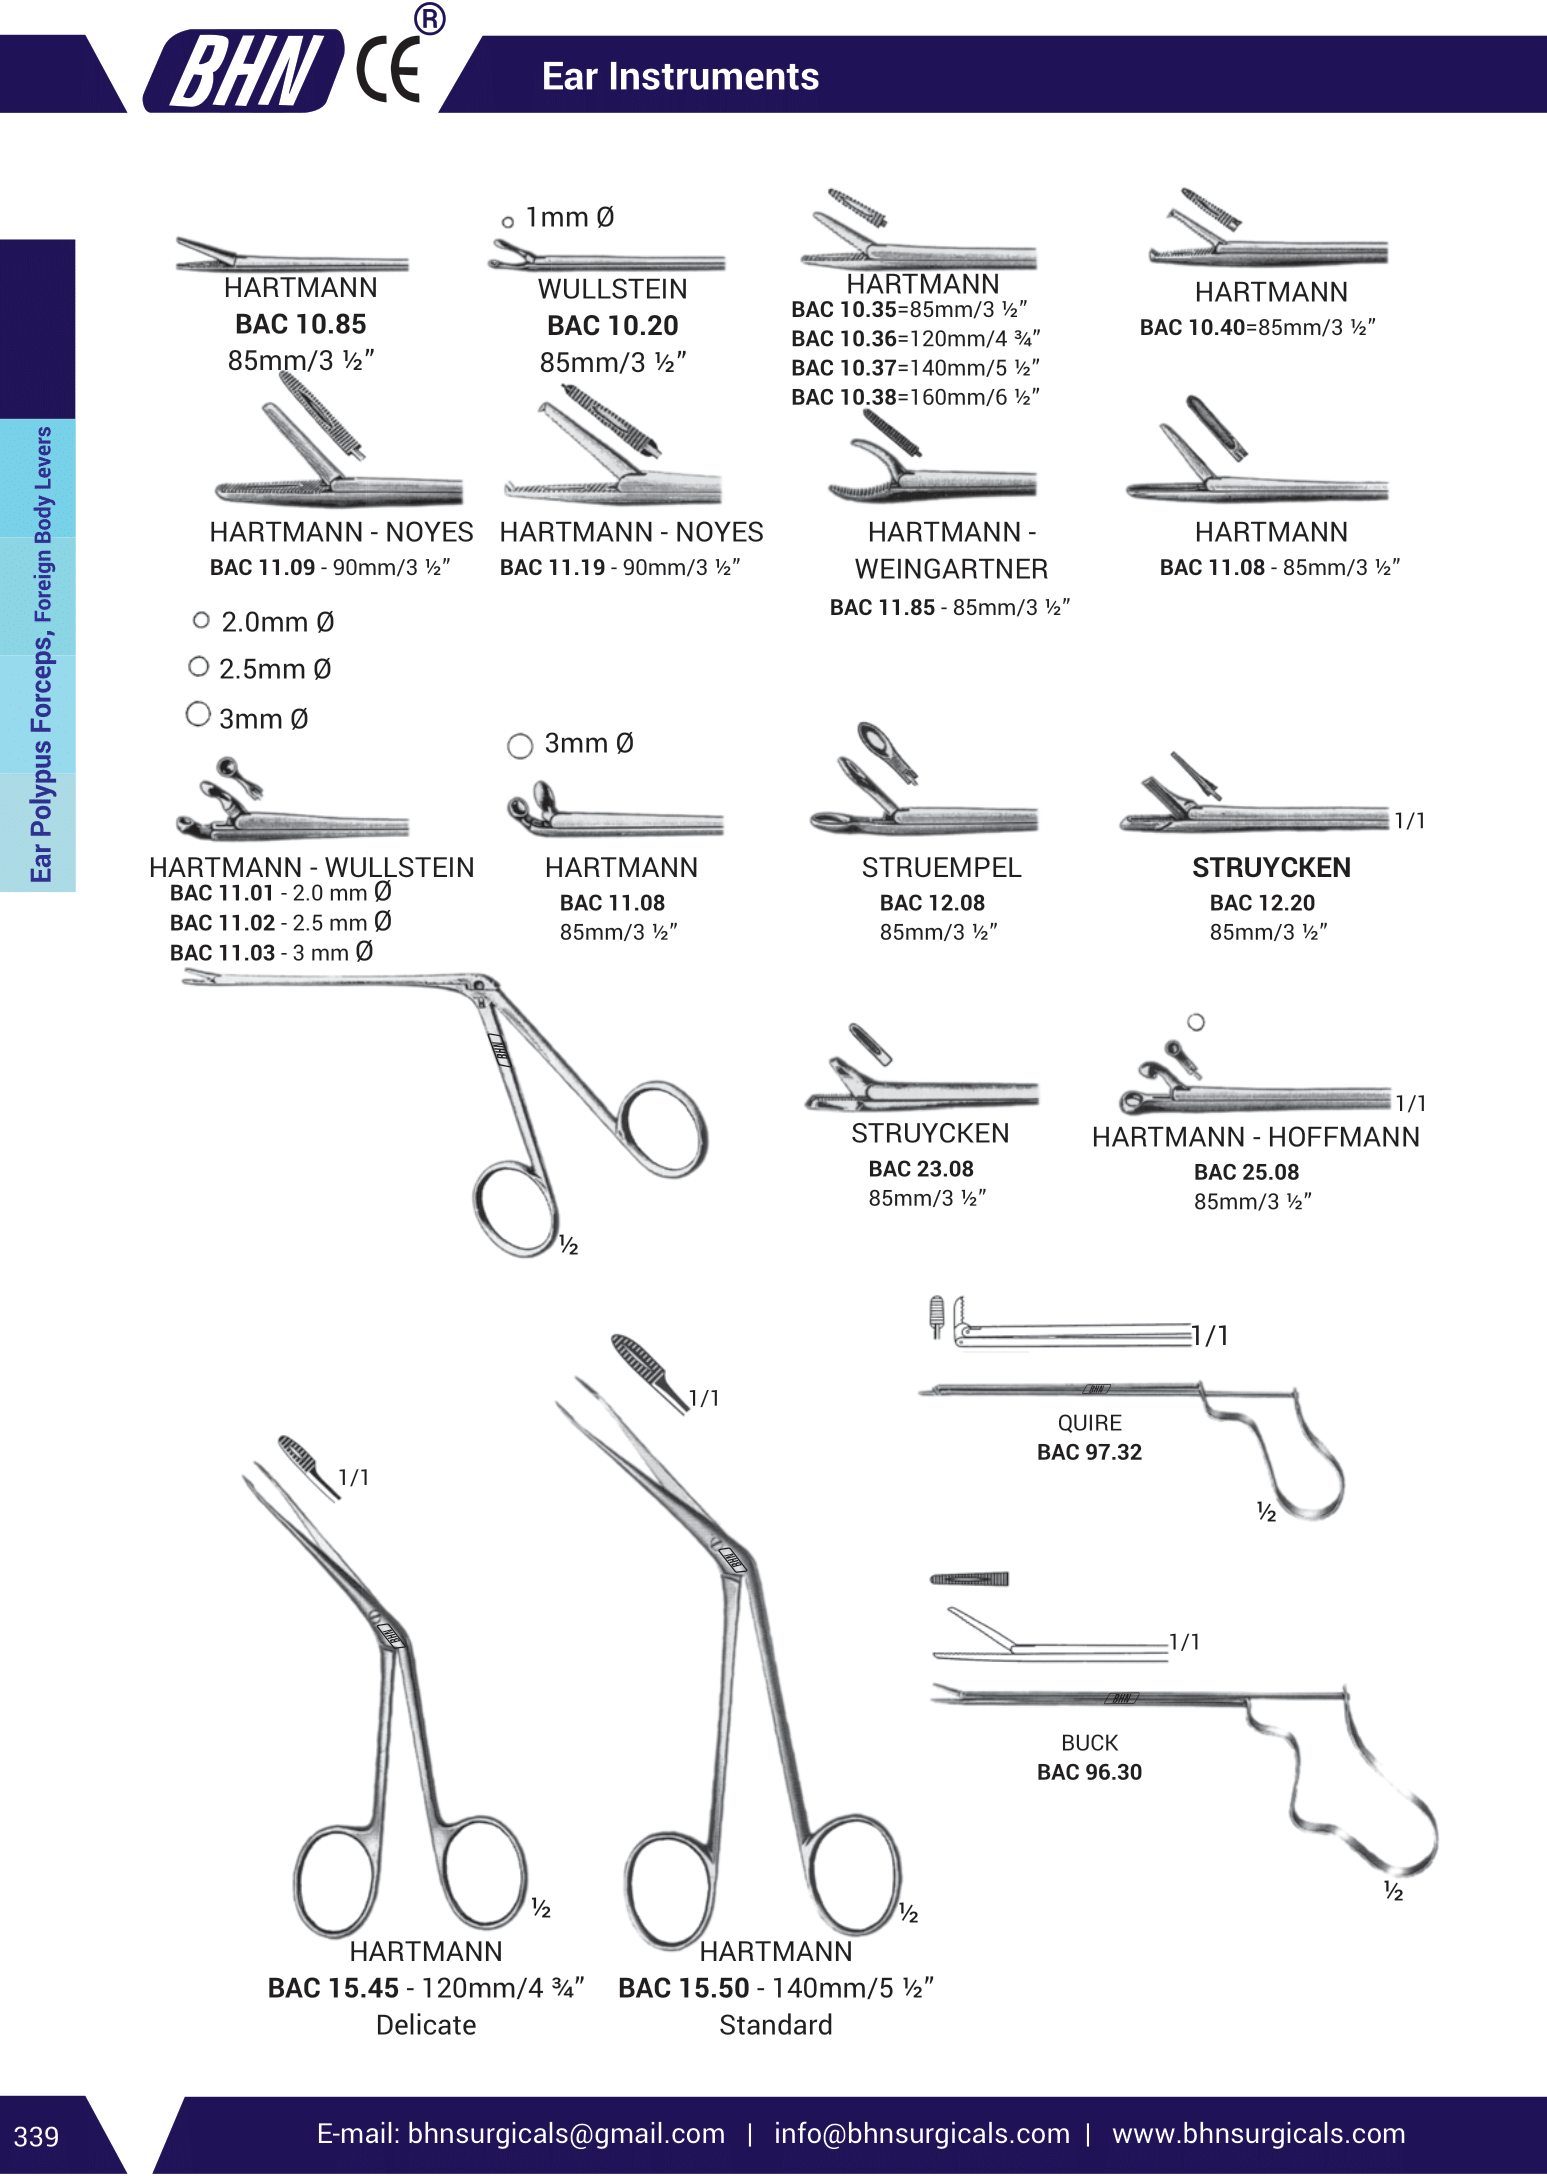 BHN CE ®
Ear Instruments
1mm Ø
HARTMANN
BAC 10.85
85mm/3 ½”
WULLSTEIN
BAC 10.20
85mm/3 ½”
HARTMANN
BAC 10.35=85mm/3 ½”
BAC 10.36=120mm/4 ¾”
BAC 10.37=140mm/5 ½”
BAC 10.38=160mm/6 ½”
HARTMANN
BAC 10.40=85mm/3 ½”
HARTMANN - NOYES
BAC 11.09 - 90mm/3 ½”
HARTMANN - NOYES
BAC 11.19 - 90mm/3 ½”
HARTMANN -
WEINGARTNER
BAC 11.85 - 85mm/3 ½”
HARTMANN
BAC 11.08 - 85mm/3 ½”
Ear Polypus Forceps, Foreign Body Levers
2.0mm Ø
2.5mm Ø
3mm Ø
HARTMANN - WULLSTEIN
BAC 11.01 - 2.0 mm Ø
BAC 11.02 - 2.5 mm Ø
BAC 11.03 - 3 mm Ø
3mm Ø
HARTMANN
BAC 11.08
85mm/3 ½”
STRUEMPEL
BAC 12.08
85mm/3 ½”
1/1
STRUYCKEN
BAC 12.20
85mm/3 ½”
BHN
½
STRUYCKEN
BAC 23.08
85mm/3 ½”
1/1
HARTMANN - HOFFMANN
BAC 25.08
85mm/3 ½”
1/1
BHN
QUIRE
BAC 97.32
½
1/1
BHN
½
HARTMANN
BAC 15.45 - 120mm/4 ¾”
Delicate
1/1
BHN
½
HARTMANN
BAC 15.50 - 140mm/5 ½”
Standard
1/1
BHN
BUCK
BAC 96.30
½
339
E-mail: bhnsurgicals@gmail.com | info@bhnsurgicals.com | www.bhnsurgicals.com